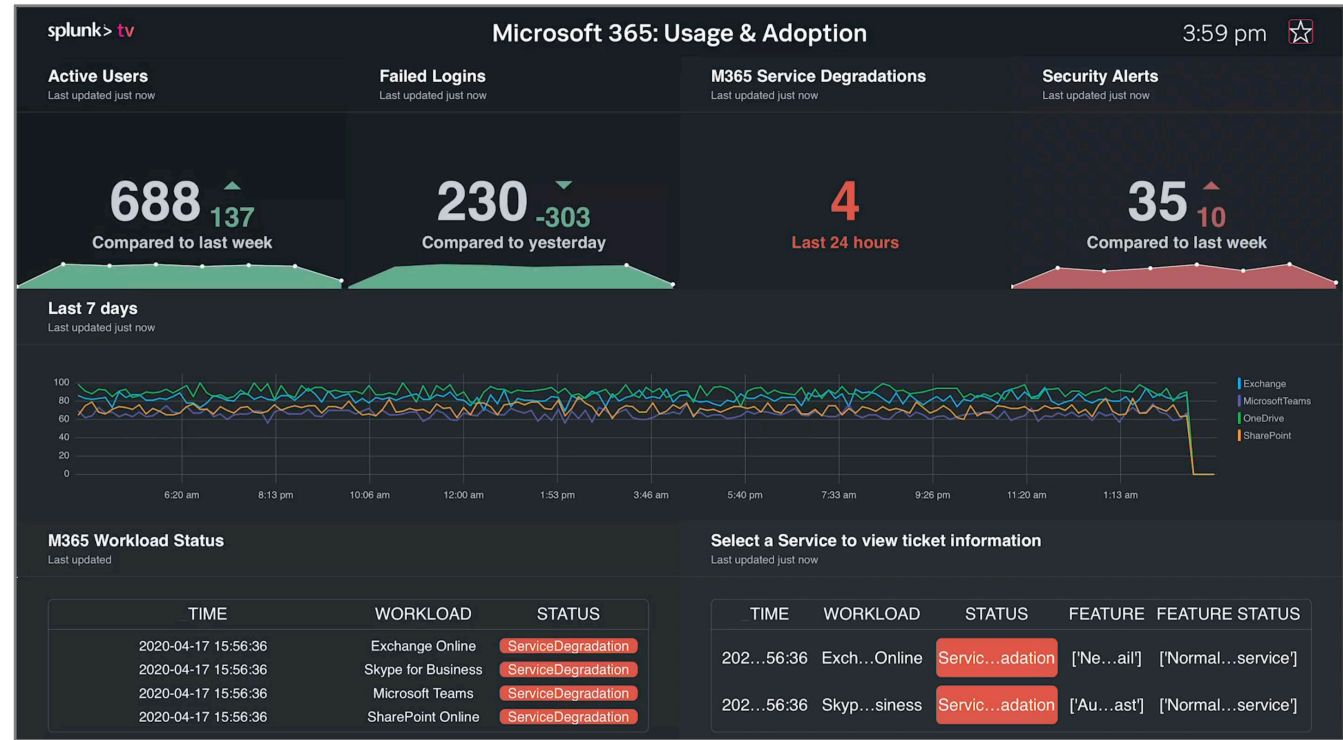 splunk> tv
Microsoft 365: Usage & Adoption
3:59 pm
Active Users
Last updated just now
688
137
Compared to last week
Failed Logins
Last updated just now
230
-303
Compared to yesterday
M365 Service Degradations
Last updated just now
4
Last 24 hours
Security Alerts
Last updated just now
35
10
Compared to last week
Last 7 days
Last updated just now
100
80
60
40
20
0
6:20 am 8:13 pm 10:06 am 12:00 am 1:53 pm 3:46 am 5:40 pm 7:33 am 9:26 pm 11:20 am 1:13 am
Exchange
MicrosoftTeams
OneDrive
SharePoint
M365 Workload Status
Last updated
_TIME WORKLOAD STATUS
2020-04-17 15:56:36 Exchange Online ServiceDegradation
2020-04-17 15:56:36 Skype for Business ServiceDegradation
2020-04-17 15:56:36 Microsoft Teams ServiceDegradation
2020-04-17 15:56:36 SharePoint Online ServiceDegradation
Select a Service to view ticket information
Last updated just now
_TIME WORKLOAD STATUS FEATURE FEATURE STATUS
202…56:36 Exch…Online Servic…adation ['Ne…ail'] ['Normal…service']
202…56:36 Skyp…siness Servic…adation ['Au…ast'] ['Normal…service']